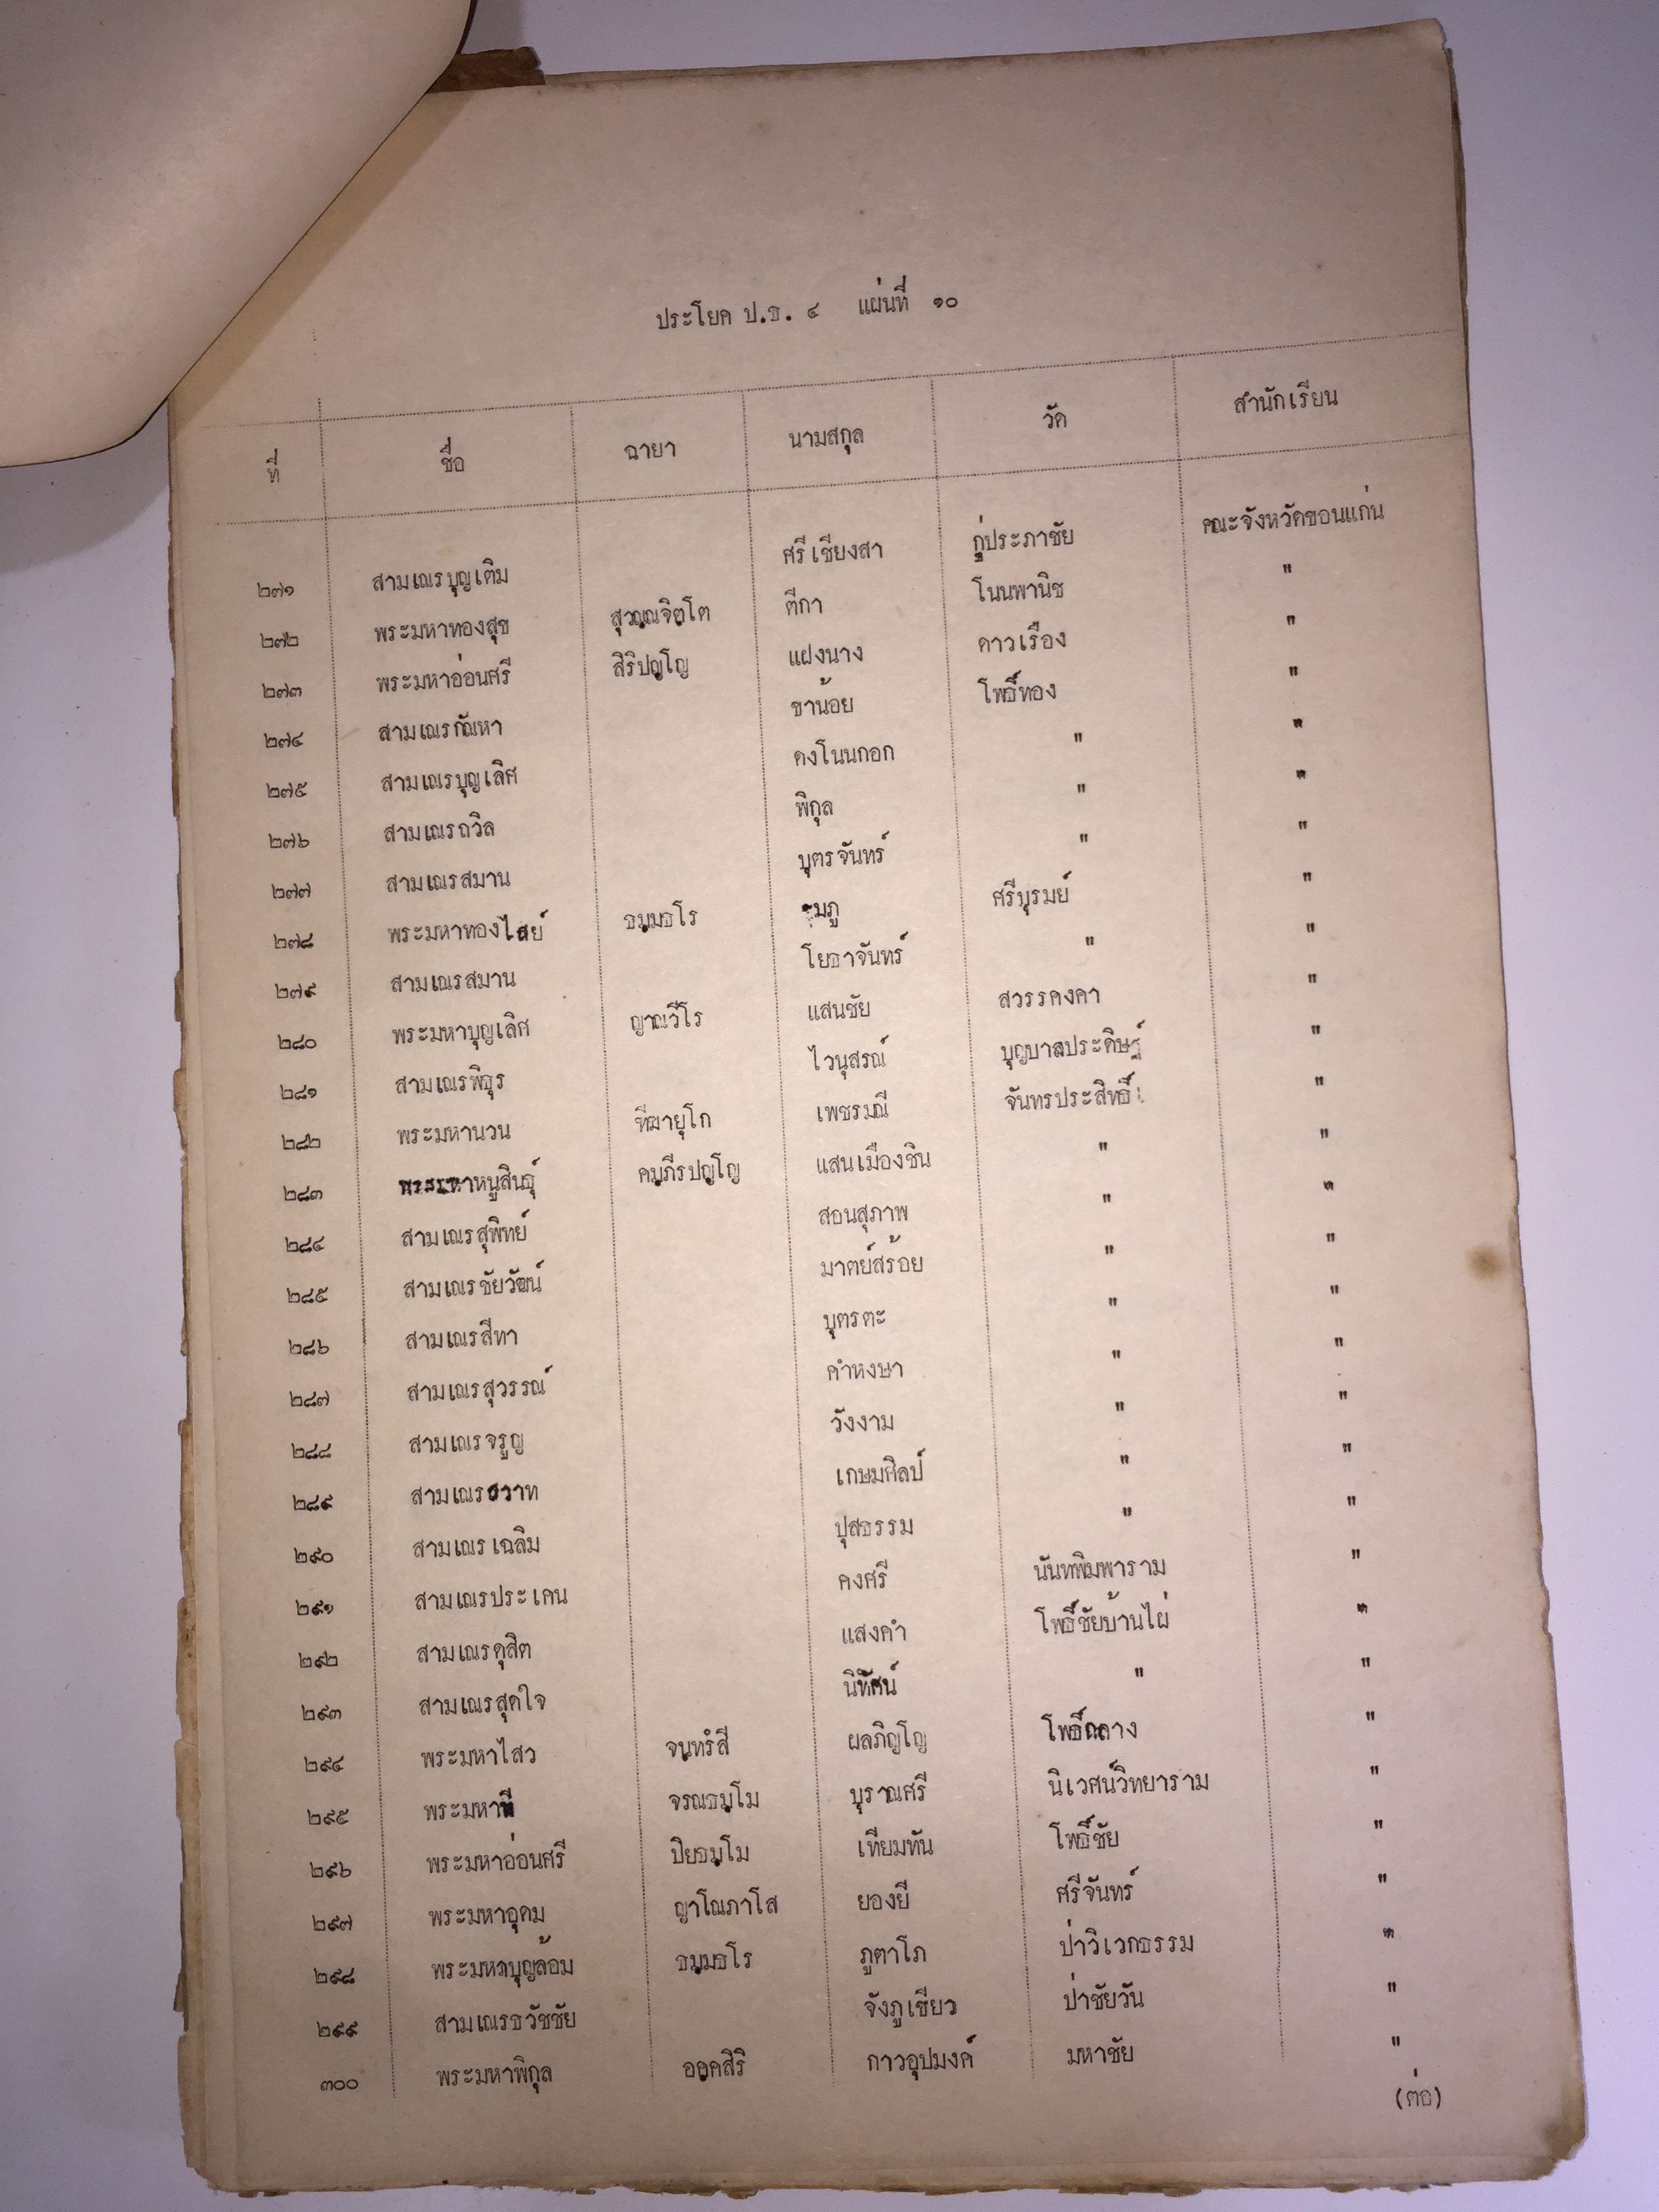 ประโยค ป.ธ. ๔ แผ่นที่ ๑๐
ที่ ชื่อ ฉายา นามสกุล วัด สำนักเรียน
๒๗๑ สามเณรบุญเติม ศรีเชียงสา กู่ประภาชัย คณะจังหวัดขอนแก่น
๒๗๒ พระมหาทองสุข สุวณฺณจิตฺโต ตีกา โนนพานิช "
๒๗๓ พระมหาอ่อนศรี สิริปญฺโญ แฝงนาง ดาวเรือง "
๒๗๔ สามเณรกัณหา ขาน้อย โพธิ์ทอง "
๒๗๕ สามเณรบุญเลิศ ดงโนนกอก " "
๒๗๖ สามเณรถวิล พิกุล " "
๒๗๗ สามเณรสมาน บุตรจันทร์ " "
๒๗๘ พระมหาทองไสย์ ธมฺมธโร ศรีบุรมย์ "
๒๗๙ สามเณรสมาน โยธาจันทร์ " "
๒๘๐ พระมหาบุญเลิศ ญาณวีโร แสนชัย สวรรคงคา "
๒๘๑ สามเณรพิธุร ไวนุสรณ์ บุญบาลประดิษฐ์ "
๒๘๒ พระมหานวน ทีฆายุโก เพชรมณี จันทรประสิทธิ์ "
๒๘๓ พระมหาหนูสินธุ์ คมฺภีรปญฺโญ แสนเมืองชิน " "
๒๘๔ สามเณรสุพิทย์ สอนสุภาพ " "
๒๘๕ สามเณรชัยวัฒน์ มาตย์สร้อย " "
๒๘๖ สามเณรสีทา บุตรตะ " "
๒๘๗ สามเณรสุวรรณ์ คำหงษา " "
๒๘๘ สามเณรจรูญ วังงาม " "
๒๘๙ สามเณรสวาท เกษมศิลป์ " "
๒๙๐ สามเณรเฉลิม ปุสธรรม " "
๒๙๑ สามเณรประเคน คงศรี นันทพิมพาราม "
๒๙๒ สามเณรดุสิต แสงคำ โพธิ์ชัยบ้านไผ่ "
๒๙๓ สามเณรสุดใจ นิทัศน์ " "
๒๙๔ พระมหาไสว จนฺทรํสี ผลภิญโญ โพธิ์กลาง "
๒๙๕ พระมหาที จรณธมฺโม บุราณศรี นิเวศน์วิทยาราม "
๒๙๖ พระมหาอ่อนศรี ปิยธมฺโม เทียมทัน โพธิ์ชัย "
๒๙๗ พระมหาอุดม ญาโณภาโส ยองยี ศรีจันทร์ "
๒๙๘ พระมหาบุญล้อม ธมฺมธโร ภูตาโภ ป่าวิเวกธรรม "
๒๙๙ สามเณรธวัชชัย จังภูเขียว ป่าชัยวัน "
๓๐๐ พระมหาพิกุล อคฺคสิริ กาวอุปมงค์ มหาชัย "
(ต่อ)